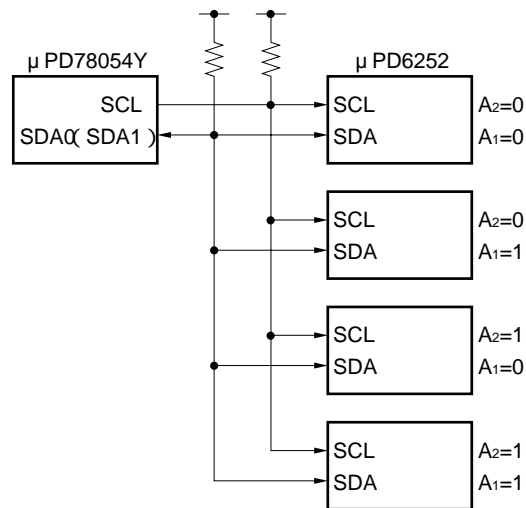 µ PD78054Y
µ PD6252
SCL
SDA0( SDA1 )
SCL
SDA
A2=0
A1=0
SCL
SDA
A2=0
A1=1
SCL
SDA
A2=1
A1=0
SCL
SDA
A2=1
A1=1